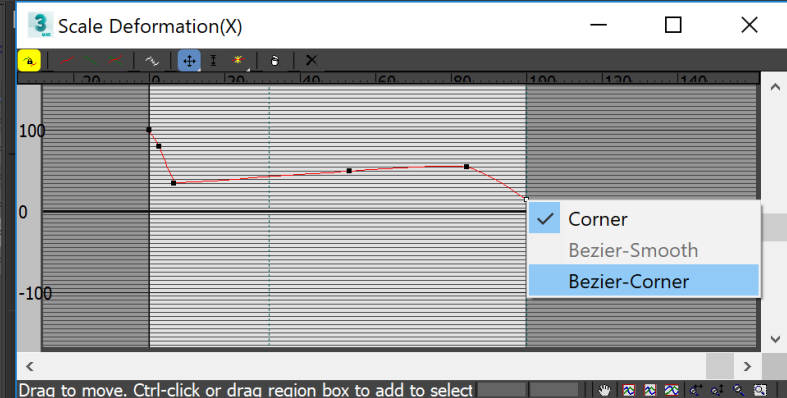 3
Scale Deformation(X)
-20 0 20 40 60 80 100 120 140
100
0
-100
Corner
Bezier-Smooth
Bezier-Corner
Drag to move. Ctrl-click or drag region box to add to select